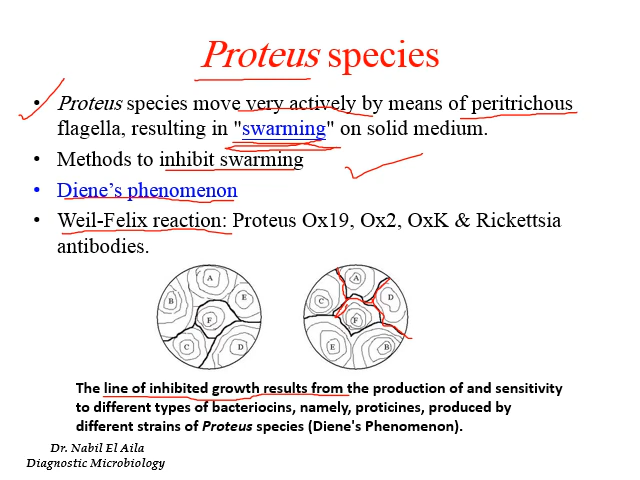 Proteus species
• Proteus species move very actively by means of peritrichous
flagella, resulting in "swarming" on solid medium.
• Methods to inhibit swarming
• Diene’s phenomenon
• Weil-Felix reaction: Proteus Ox19, Ox2, OxK & Rickettsia
antibodies.
A
B
E
F
C
D
A
C
D
F
E
B
The line of inhibited growth results from the production of and sensitivity
to different types of bacteriocins, namely, proticines, produced by
different strains of Proteus species (Diene's Phenomenon).
Dr. Nabil El Aila
Diagnostic Microbiology